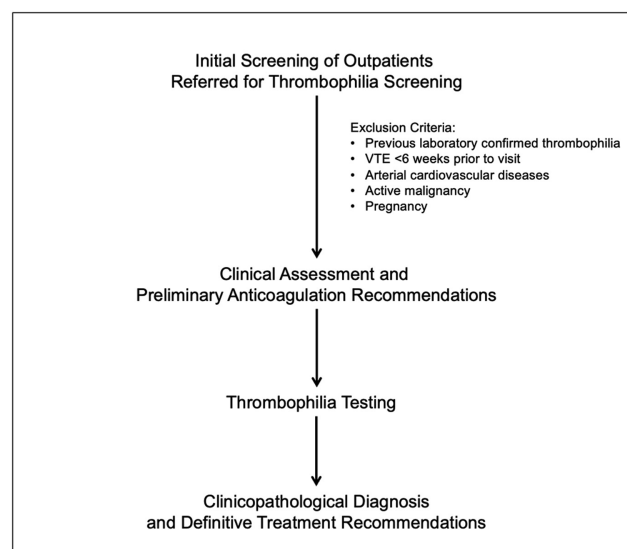 Initial Screening of Outpatients
Referred for Thrombophilia Screening
Exclusion Criteria:
• Previous laboratory confirmed thrombophilia
• VTE <6 weeks prior to visit
• Arterial cardiovascular diseases
• Active malignancy
• Pregnancy
Clinical Assessment and
Preliminary Anticoagulation Recommendations
Thrombophilia Testing
Clinicopathological Diagnosis
and Definitive Treatment Recommendations